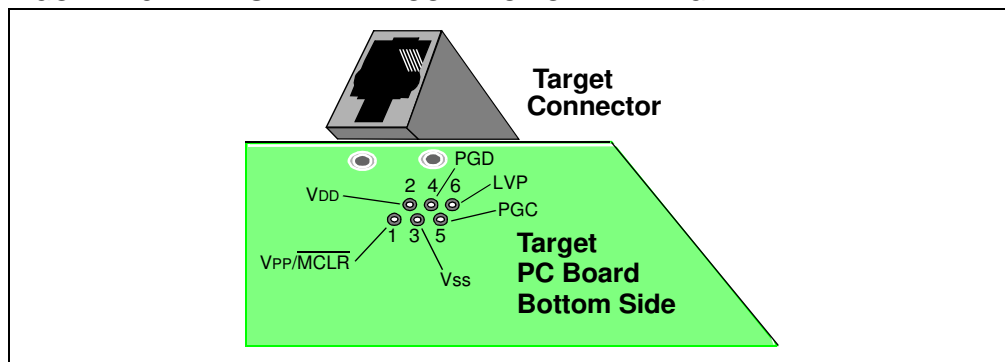 Target
Connector
PGD
2 4 6
LVP
VDD
PGC
1 3 5
VPP/MCLR
Vss
Target
PC Board
Bottom Side